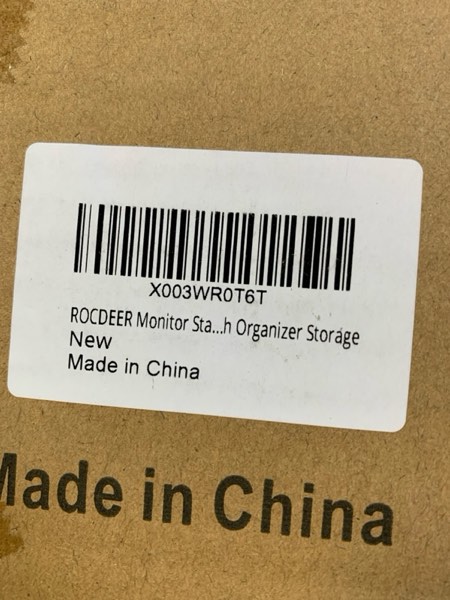 X003WR0T6T
ROCDEER Monitor Sta...h Organizer Storage
New
Made in China
Made in China